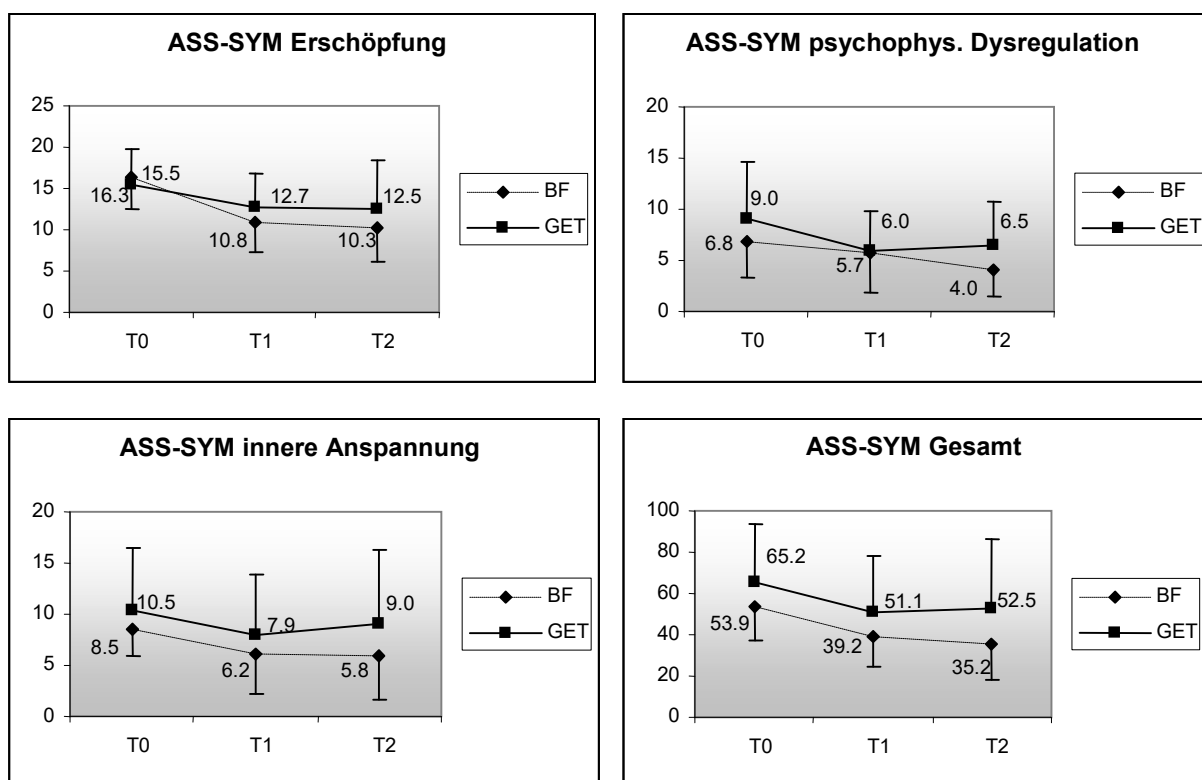 ASS-SYM Erschöpfung
25
20
15
10
5
0
16.3
15.5
10.8
12.7
10.3
12.5
T0 T1 T2
BF
GET
ASS-SYM psychophys. Dysregulation
20
15
10
5
0
9.0
6.8
6.0
5.7
6.5
4.0
T0 T1 T2
BF
GET
ASS-SYM innere Anspannung
20
15
10
5
0
10.5
8.5
7.9
6.2
9.0
5.8
T0 T1 T2
BF
GET
ASS-SYM Gesamt
100
80
60
40
20
0
65.2
53.9
51.1
39.2
52.5
35.2
T0 T1 T2
BF
GET